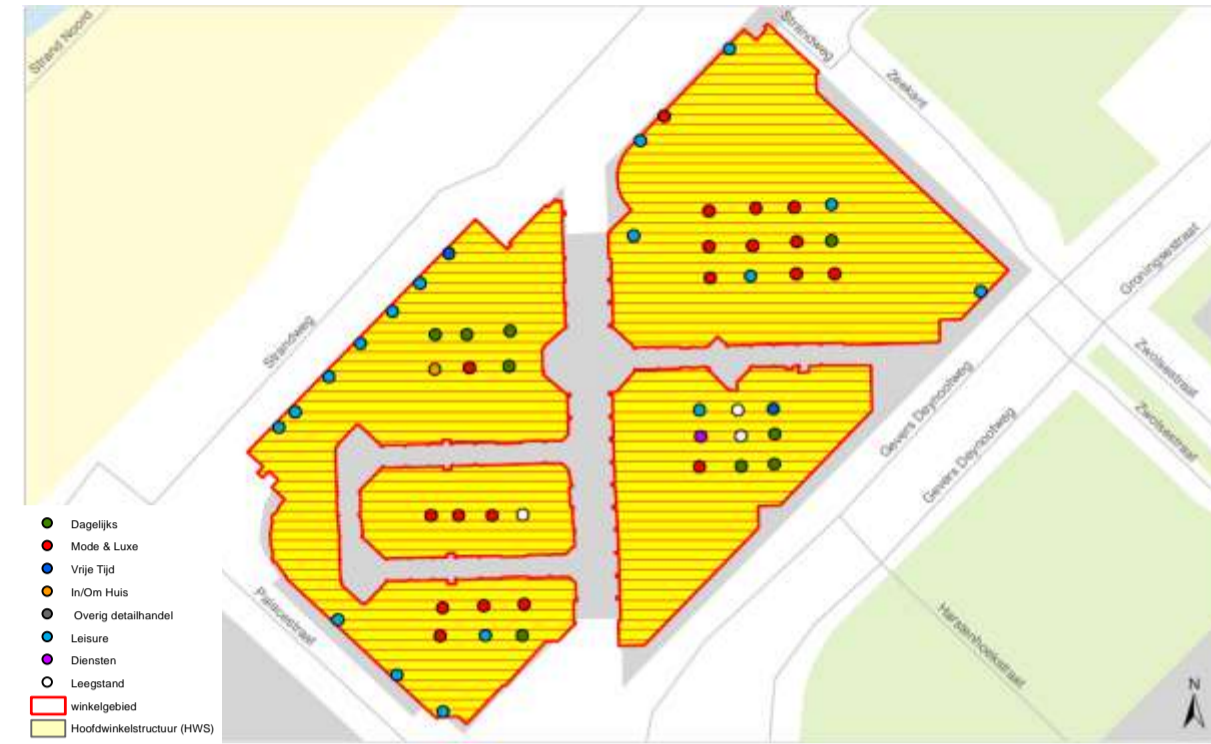 Strand Noord
Strandweg
Zeekant
Groningsestraat
Zwolsestraat
Zwolsestraat
Gevers Deynootweg
Gevers Deynootweg
Strandweg
Palacestraat
Harstenhoekstraat
Dagelijks
Mode & Luxe
Vrije Tijd
In/Om Huis
Overig detailhandel
Leisure
Diensten
Leegstand
winkelgebied
Hoofdwinkelstructuur (HWS)
N